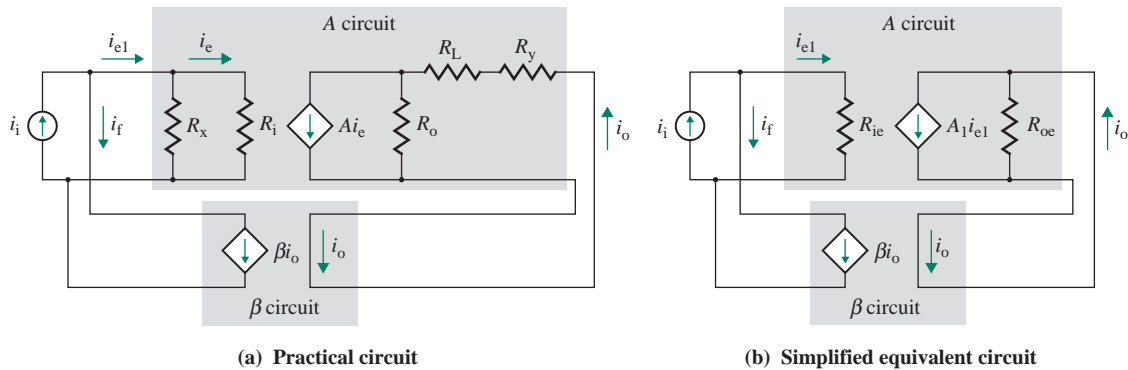 A circuit
i_e1
i_e
R_L
R_y
i_i
i_f
R_x
R_i
Ai_e
R_o
i_o
βi_o
i_o
β circuit
(a) Practical circuit
A circuit
i_e1
i_i
i_f
R_ie
A_1i_e1
R_oe
i_o
βi_o
i_o
β circuit
(b) Simplified equivalent circuit